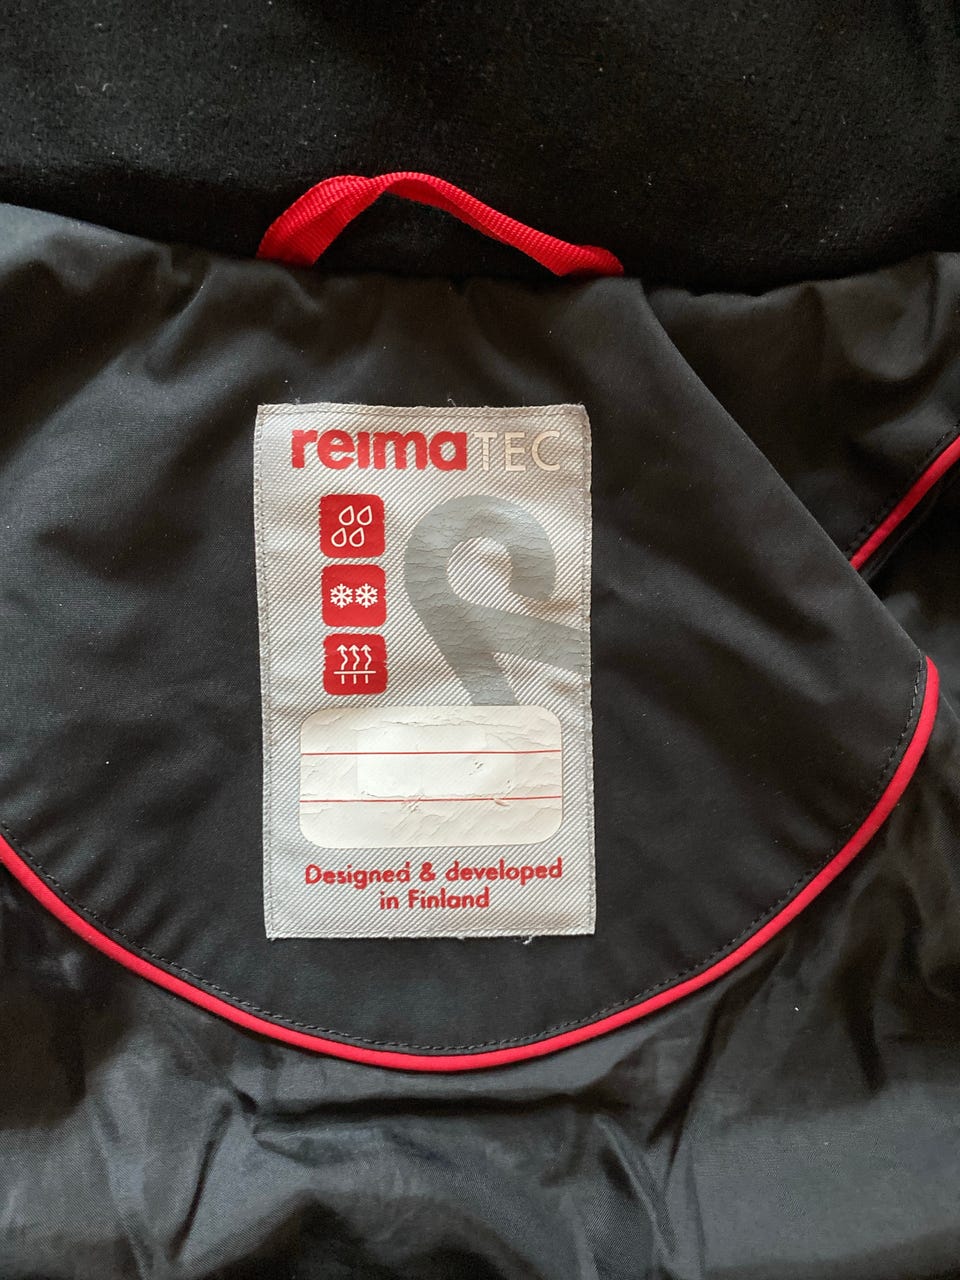 reimaTEC
Designed & developed
in Finland